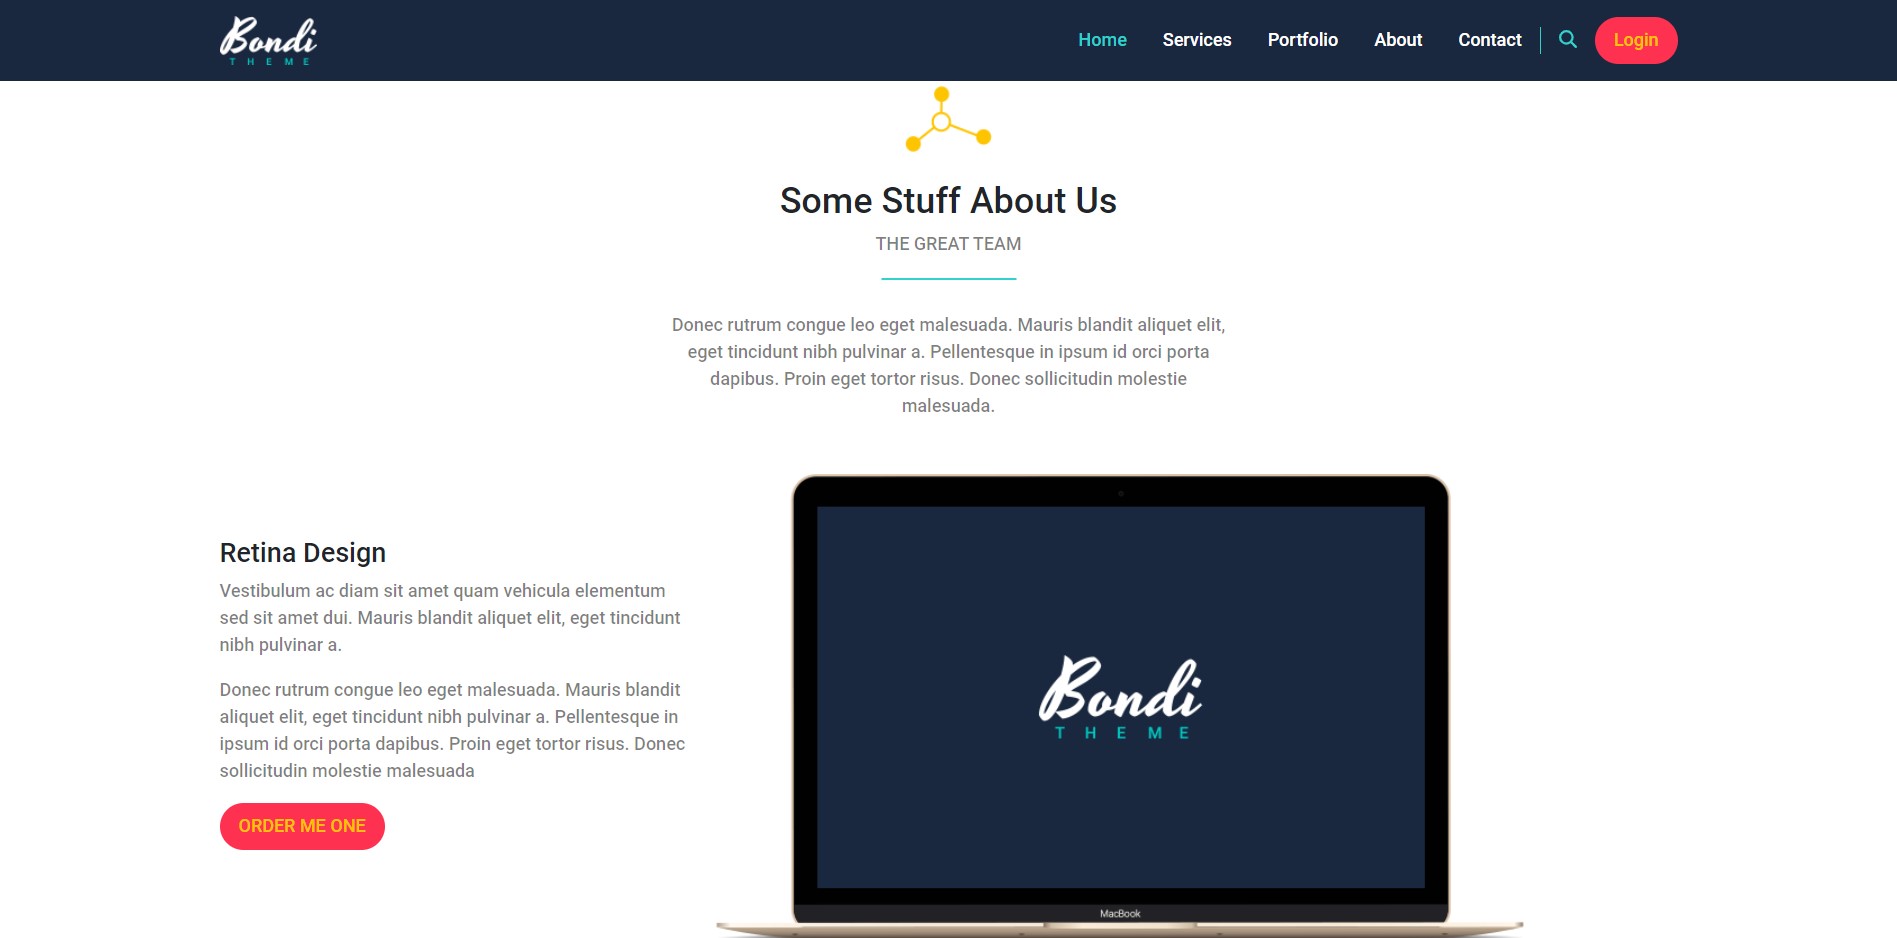 Bondi
THEME
Home Services Portfolio About Contact Login
Some Stuff About Us
THE GREAT TEAM
Donec rutrum congue leo eget malesuada. Mauris blandit aliquet elit,
eget tincidunt nibh pulvinar a. Pellentesque in ipsum id orci porta
dapibus. Proin eget tortor risus. Donec sollicitudin molestie
malesuada.
Retina Design
Vestibulum ac diam sit amet quam vehicula elementum
sed sit amet dui. Mauris blandit aliquet elit, eget tincidunt
nibh pulvinar a.
Donec rutrum congue leo eget malesuada. Mauris blandit
aliquet elit, eget tincidunt nibh pulvinar a. Pellentesque in
ipsum id orci porta dapibus. Proin eget tortor risus. Donec
sollicitudin molestie malesuada
ORDER ME ONE
Bondi
THEME
MacBook